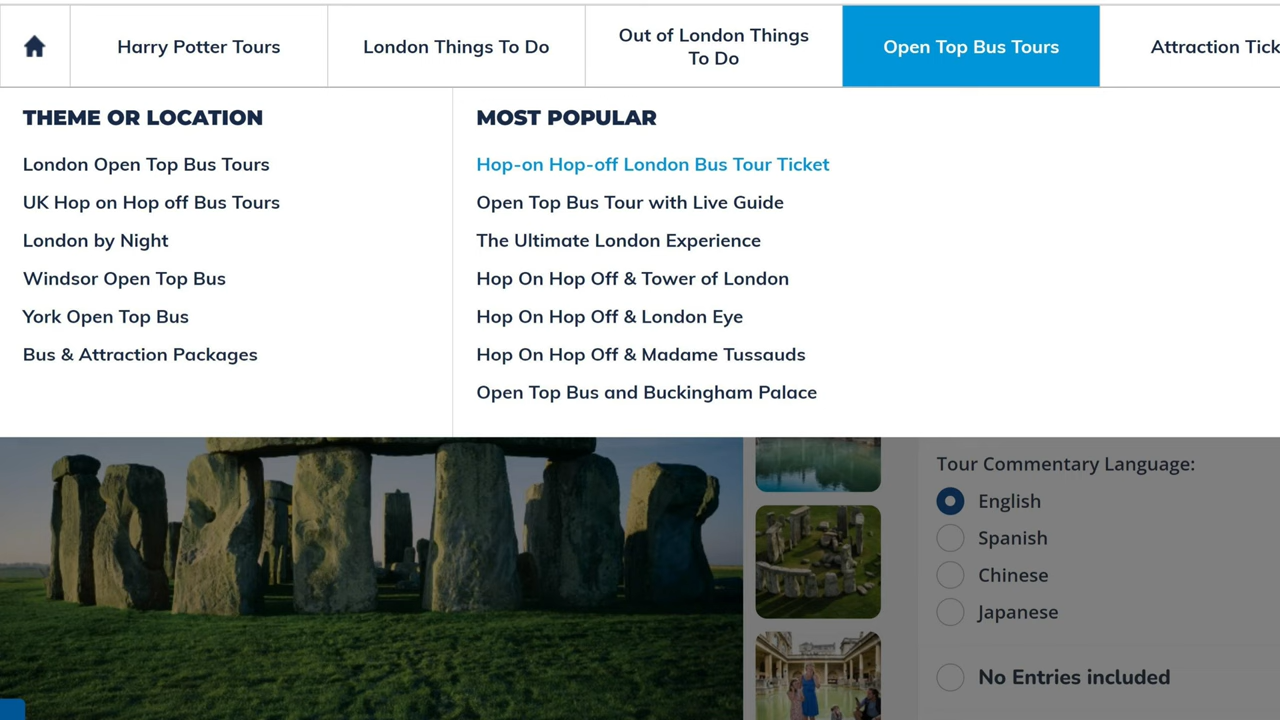 Harry Potter Tours
London Things To Do
Out of London Things
To Do
Open Top Bus Tours
Attraction Tick
THEME OR LOCATION
London Open Top Bus Tours
UK Hop on Hop off Bus Tours
London by Night
Windsor Open Top Bus
York Open Top Bus
Bus & Attraction Packages
MOST POPULAR
Hop-on Hop-off London Bus Tour Ticket
Open Top Bus Tour with Live Guide
The Ultimate London Experience
Hop On Hop Off & Tower of London
Hop On Hop Off & London Eye
Hop On Hop Off & Madame Tussauds
Open Top Bus and Buckingham Palace
Tour Commentary Language:
English
Spanish
Chinese
Japanese
No Entries included